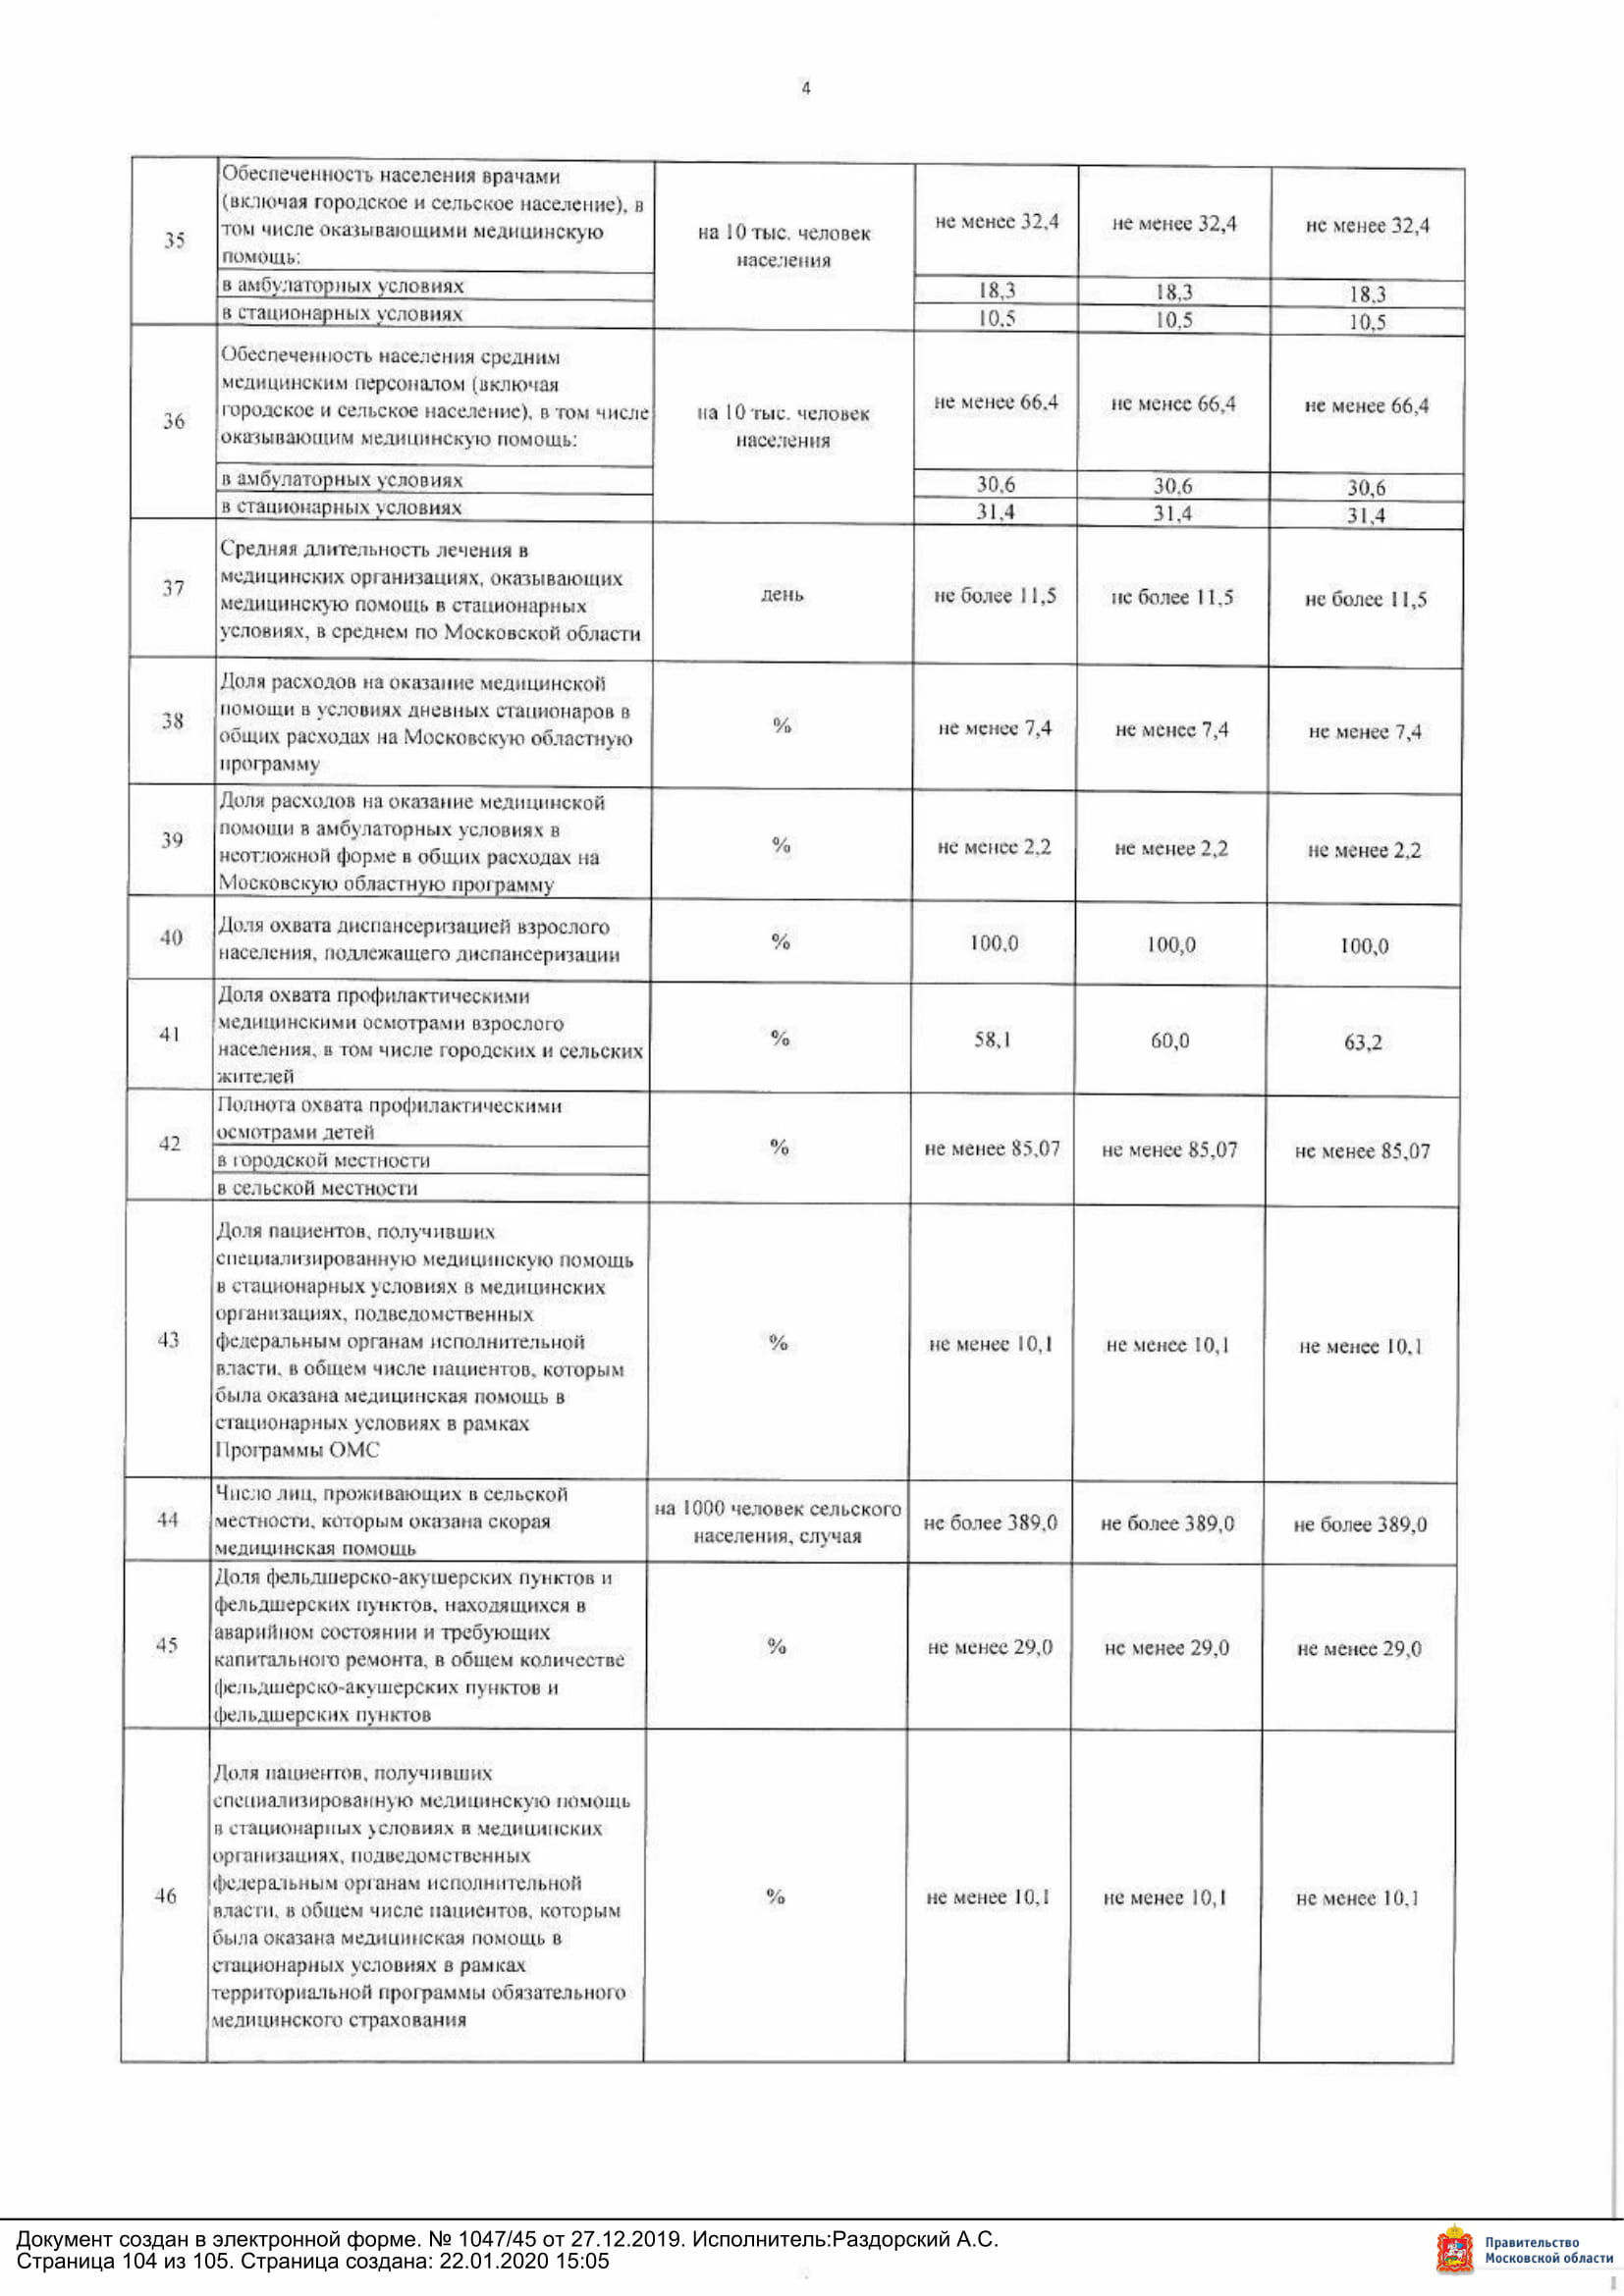 4
35
Обеспеченность населения врачами
(включая городское и сельское население), в
том числе оказывающими медицинскую
помощь:
в амбулаторных условиях
в стационарных условиях
на 10 тыс. человек
населения
не менее 32,4
не менее 32,4
не менее 32,4
18,3
18,3
18,3
10,5
10,5
10,5
36
Обеспеченность населения средним
медицинским персоналом (включая
городское и сельское население), в том числе
оказывающим медицинскую помощь:
в амбулаторных условиях
в стационарных условиях
на 10 тыс. человек
населения
не менее 66,4
не менее 66,4
не менее 66,4
30,6
30,6
30,6
31,4
31,4
31,4
37
Средняя длительность лечения в
медицинских организациях, оказывающих
медицинскую помощь в стационарных
условиях, в среднем по Московской области
день
не более 11,5
не более 11,5
не более 11,5
38
Доля расходов на оказание медицинской
помощи в условиях дневных стационаров в
общих расходах на Московскую областную
программу
%
не менее 7,4
не менее 7,4
не менее 7,4
39
Доля расходов на оказание медицинской
помощи в амбулаторных условиях в
неотложной форме в общих расходах на
Московскую областную программу
%
не менее 2,2
не менее 2,2
не менее 2,2
40
Доля охвата диспансеризацией взрослого
населения, подлежащего диспансеризации
%
100,0
100,0
100,0
41
Доля охвата профилактическими
медицинскими осмотрами взрослого
населения, в том числе городских и сельских
жителей
%
58,1
60,0
63,2
42
Полнота охвата профилактическими
осмотрами детей
в городской местности
в сельской местности
%
не менее 85,07
не менее 85,07
не менее 85,07
43
Доля пациентов, получивших
специализированную медицинскую помощь
в стационарных условиях в медицинских
организациях, подведомственных
федеральным органам исполнительной
власти, в общем числе пациентов, которым
была оказана медицинская помощь в
стационарных условиях в рамках
Программы ОМС
%
не менее 10,1
не менее 10,1
не менее 10,1
44
Число лиц, проживающих в сельской
местности, которым оказана скорая
медицинская помощь
на 1000 человек сельского
населения, случая
не более 389,0
не более 389,0
не более 389,0
45
Доля фельдшерско-акушерских пунктов и
фельдшерских пунктов, находящихся в
аварийном состоянии и требующих
капитального ремонта, в общем количестве
фельдшерско-акушерских пунктов и
фельдшерских пунктов
%
не менее 29,0
не менее 29,0
не менее 29,0
46
Доля пациентов, получивших
специализированную медицинскую помощь
в стационарных условиях в медицинских
организациях, подведомственных
федеральным органам исполнительной
власти, в общем числе пациентов, которым
была оказана медицинская помощь в
стационарных условиях в рамках
территориальной программы обязательного
медицинского страхования
%
не менее 10,1
не менее 10,1
не менее 10,1
Документ создан в электронной форме. № 1047/45 от 27.12.2019. Исполнитель:Раздорский А.С.
Страница 104 из 105. Страница создана: 22.01.2020 15:05
Правительство
Московской области